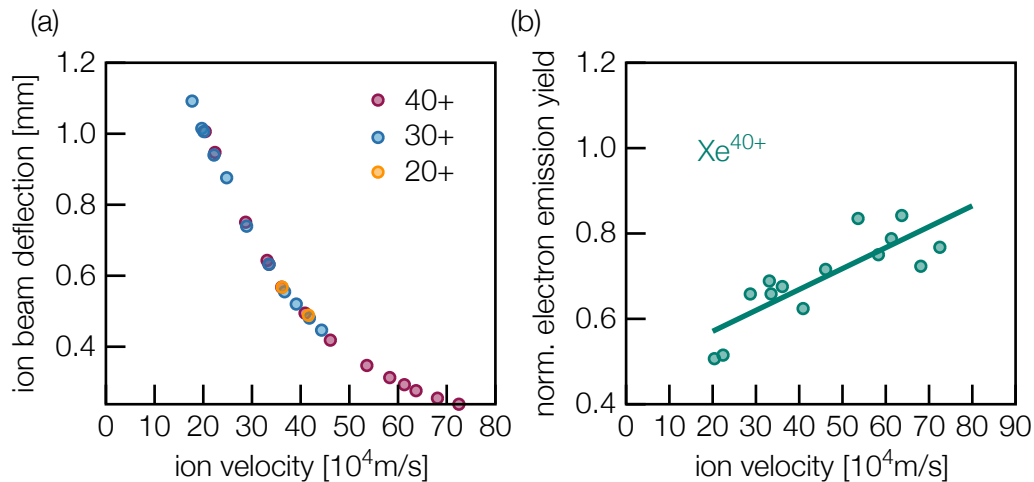 (a)
ion beam deflection [mm]
1.2
1.0
0.8
0.6
0.4
40+
30+
20+
0 10 20 30 40 50 60 70 80
ion velocity [10⁴m/s]
(b)
norm. electron emission yield
1.2
1.0
0.8
0.6
0.4
Xe⁴⁰⁺
0 10 20 30 40 50 60 70 80 90
ion velocity [10⁴m/s]